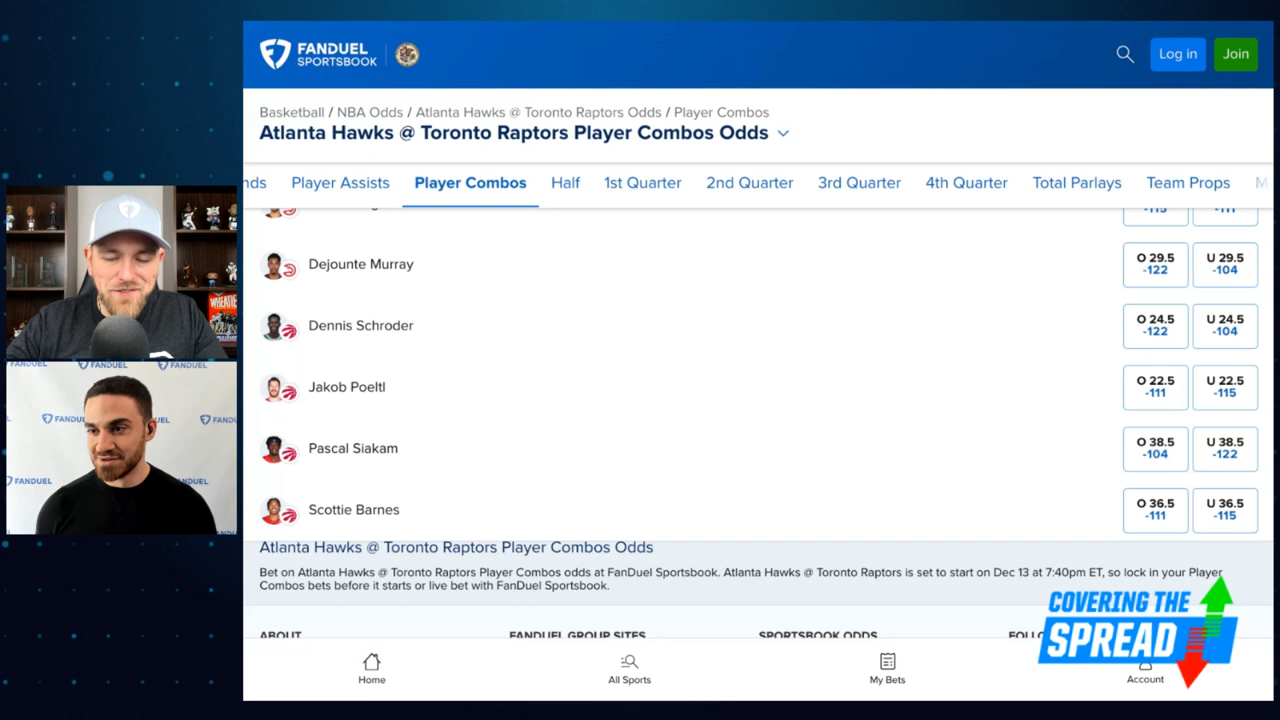 FANDUEL
SPORTSBOOK
Log in
Join
Basketball / NBA Odds / Atlanta Hawks @ Toronto Raptors Odds / Player Combos
Atlanta Hawks @ Toronto Raptors Player Combos Odds
Player Assists Player Combos Half 1st Quarter 2nd Quarter 3rd Quarter 4th Quarter Total Parlays Team Props
-115 -111
Dejounte Murray O 29.5 U 29.5
-122 -104
Dennis Schroder O 24.5 U 24.5
-122 -104
Jakob Poeltl O 22.5 U 22.5
-111 -115
Pascal Siakam O 38.5 U 38.5
-104 -122
Scottie Barnes O 36.5 U 36.5
-111 -115
Atlanta Hawks @ Toronto Raptors Player Combos Odds
Bet on Atlanta Hawks @ Toronto Raptors Player Combos odds at FanDuel Sportsbook. Atlanta Hawks @ Toronto Raptors is set to start on Dec 13 at 7:40pm ET, so lock in your Player
Combos bets before it starts or live bet with FanDuel Sportsbook.
ABOUT FANDUEL GROUP SITES SPORTSBOOK ODDS
Home All Sports My Bets Account
COVERING THE
SPREAD
WHEATIES
FANDUEL FANDUEL FANDUEL
FANDUEL
FANDUEL